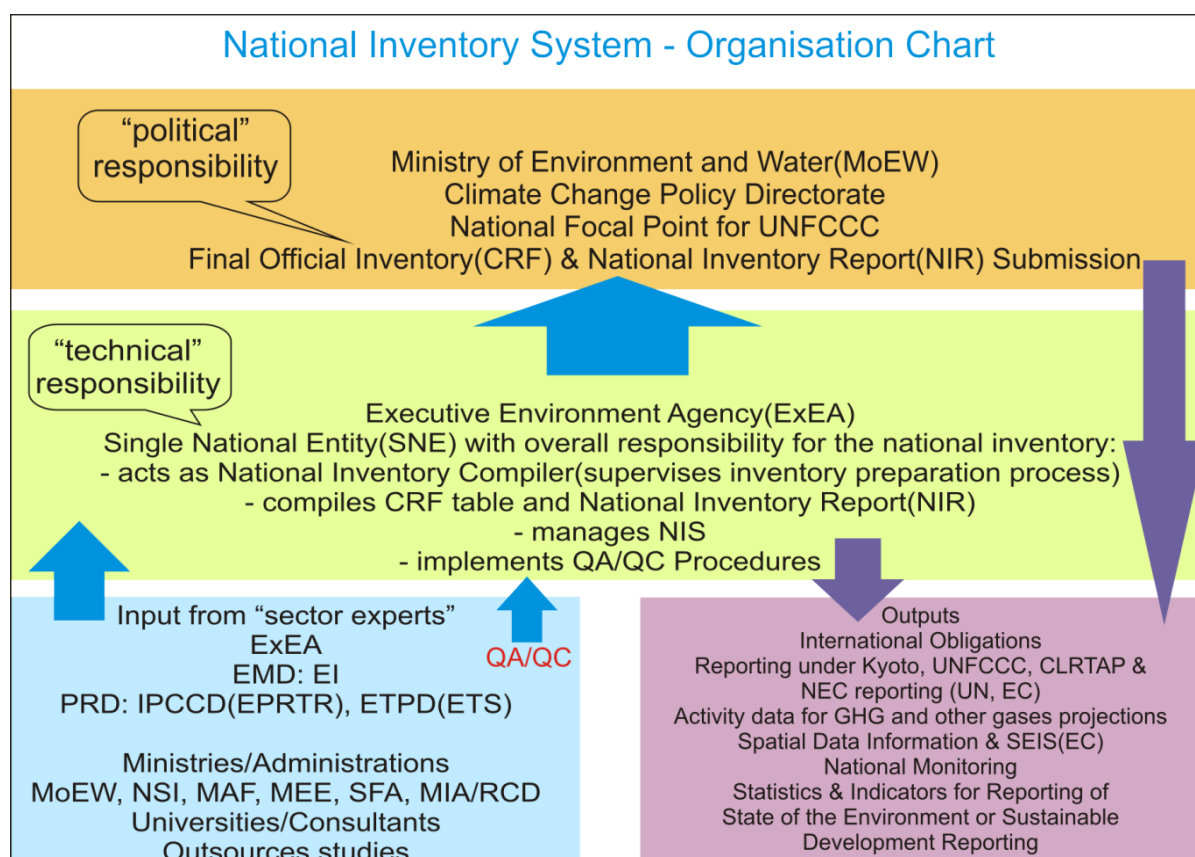 National Inventory System - Organisation Chart
“political”
responsibility
Ministry of Environment and Water(MoEW)
Climate Change Policy Directorate
National Focal Point for UNFCCC
Final Official Inventory(CRF) & National Inventory Report(NIR) Submission
“technical”
responsibility
Executive Environment Agency(ExEA)
Single National Entity(SNE) with overall responsibility for the national inventory:
- acts as National Inventory Compiler(supervises inventory preparation process)
- compiles CRF table and National Inventory Report(NIR)
- manages NIS
- implements QA/QC Procedures
Input from “sector experts”
ExEA
EMD: EI
PRD: IPCCD(EPRTR), ETPD(ETS)
Ministries/Administrations
MoEW, NSI, MAF, MEE, SFA, MIA/RCD
Universities/Consultants
Outsources studies
QA/QC
Outputs
International Obligations
Reporting under Kyoto, UNFCCC, CLRTAP &
NEC reporting (UN, EC)
Activity data for GHG and other gases projections
Spatial Data Information & SEIS(EC)
National Monitoring
Statistics & Indicators for Reporting of
State of the Environment or Sustainable
Development Reporting